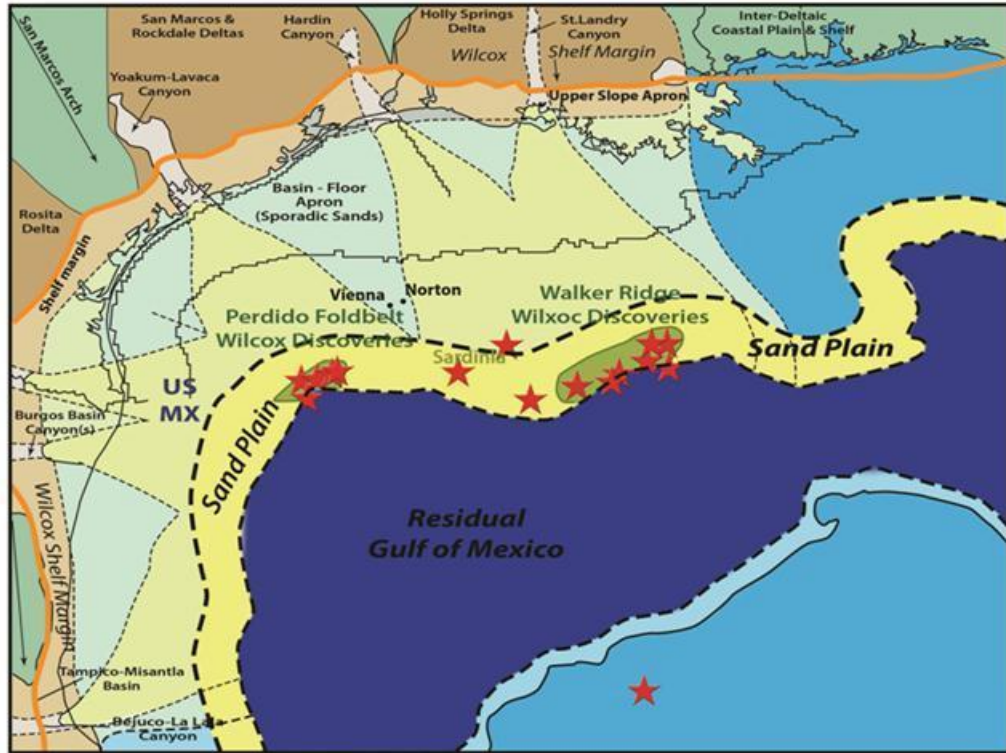 San Marcos Arch
San Marcos &
Rockdale Deltas
Hardin
Canyon
Holly Springs
Delta
Wilcox
St.Landry
Canyon
Shelf Margin
Inter-Deltaic
Coastal Plain & Shelf
Yoakum-Lavaca
Canyon
Upper Slope Apron
Rosita
Delta
Shelf margin
Basin - Floor
Apron
(Sporadic Sands)
Vienna
Norton
Perdido Foldbelt
Wilcox Discoveries
Walker Ridge
Wilxoc Discoveries
Sardinia
Sand Plain
US
MX
Burgos Basin
Canyon(s)
Sand Plain
Wilcox Shelf Margin
Residual
Gulf of Mexico
Tampico-Misantla
Basin
Bejuco-La Laja
Canyon